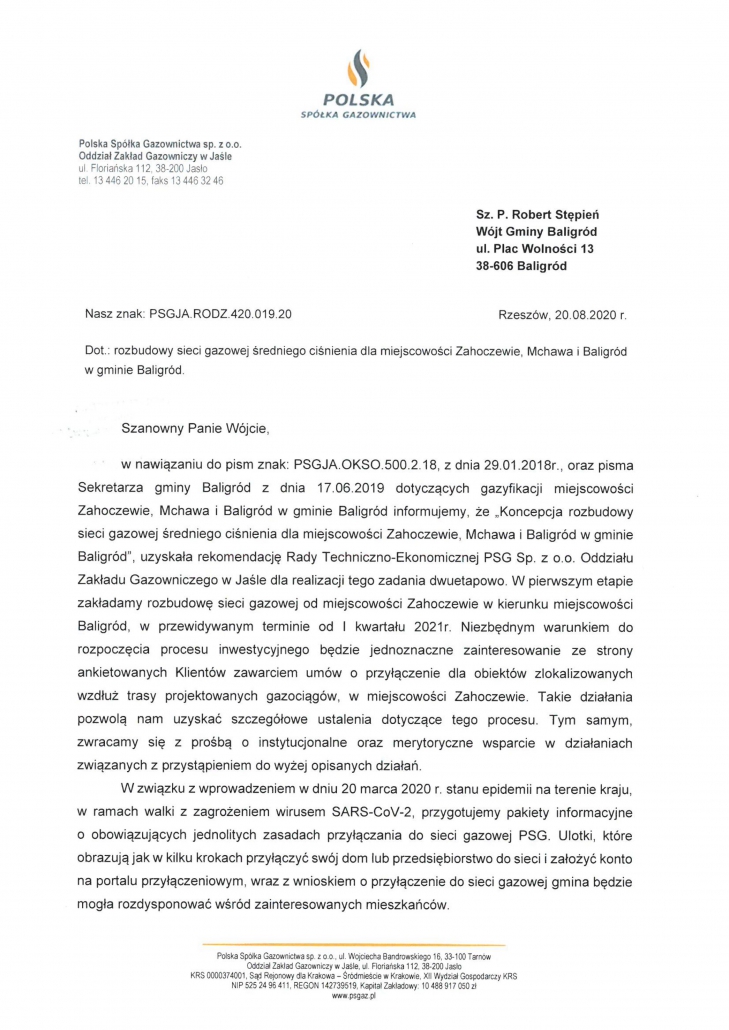 POLSKA
SPÓŁKA GAZOWNICTWA
Polska Spółka Gazownictwa sp. z o.o.
Oddział Zakład Gazowniczy w Jaśle
ul. Floriańska 112, 38-200 Jasło
tel. 13 446 20 15, faks 13 446 32 46
Sz. P. Robert Stępień
Wójt Gminy Baligród
ul. Plac Wolności 13
38-606 Baligród
Nasz znak: PSGJA.RODZ.420.019.20
Rzeszów, 20.08.2020 r.
Dot.: rozbudowy sieci gazowej średniego ciśnienia dla miejscowości Zahoczewie, Mchawa i Baligród
w gminie Baligród.
Szanowny Panie Wójcie,
w nawiązaniu do pism znak: PSGJA.OKSO.500.2.18, z dnia 29.01.2018r., oraz pisma
Sekretarza gminy Baligród z dnia 17.06.2019 dotyczących gazyfikacji miejscowości
Zahoczewie, Mchawa i Baligród w gminie Baligród informujemy, że „Koncepcja rozbudowy
sieci gazowej średniego ciśnienia dla miejscowości Zahoczewie, Mchawa i Baligród w gminie
Baligród", uzyskała rekomendację Rady Techniczno-Ekonomicznej PSG Sp. z o.o. Oddziału
Zakładu Gazowniczego w Jaśle dla realizacji tego zadania dwuetapowo. W pierwszym etapie
zakładamy rozbudowę sieci gazowej od miejscowości Zahoczewie w kierunku miejscowości
Baligród, w przewidywanym terminie od I kwartału 2021r. Niezbędnym warunkiem do
rozpoczęcia procesu inwestycyjnego będzie jednoznaczne zainteresowanie ze strony
ankietowanych Klientów zawarciem umów o przyłączenie dla obiektów zlokalizowanych
wzdłuż trasy projektowanych gazociągów, w miejscowości Zahoczewie. Takie działania
pozwolą nam uzyskać szczegółowe ustalenia dotyczące tego procesu. Tym samym,
zwracamy się z prośbą o instytucjonalne oraz merytoryczne wsparcie w działaniach
związanych z przystąpieniem do wyżej opisanych działań.
W związku z wprowadzeniem w dniu 20 marca 2020 r. stanu epidemii na terenie kraju,
w ramach walki z zagrożeniem wirusem SARS-CoV-2, przygotujemy pakiety informacyjne
o obowiązujących jednolitych zasadach przyłączania do sieci gazowej PSG. Ulotki, które
obrazują jak w kilku krokach przyłączyć swój dom lub przedsiębiorstwo do sieci i założyć konto
na portalu przyłączeniowym, wraz z wnioskiem o przyłączenie do sieci gazowej gmina będzie
mogła rozdysponować wśród zainteresowanych mieszkańców.
Polska Spółka Gazownictwa sp. z o.o., ul. Wojciecha Bandrowskiego 16, 33-100 Tarnów
Oddział Zakład Gazowniczy w Jaśle, ul. Floriańska 112, 38-200 Jasło
KRS 0000374001, Sąd Rejonowy dla Krakowa – Śródmieście w Krakowie, XII Wydział Gospodarczy KRS
NIP 525 24 96 411, REGON 142739519, Kapitał Zakładowy: 10 488 917 050 zł
www.psgaz.pl